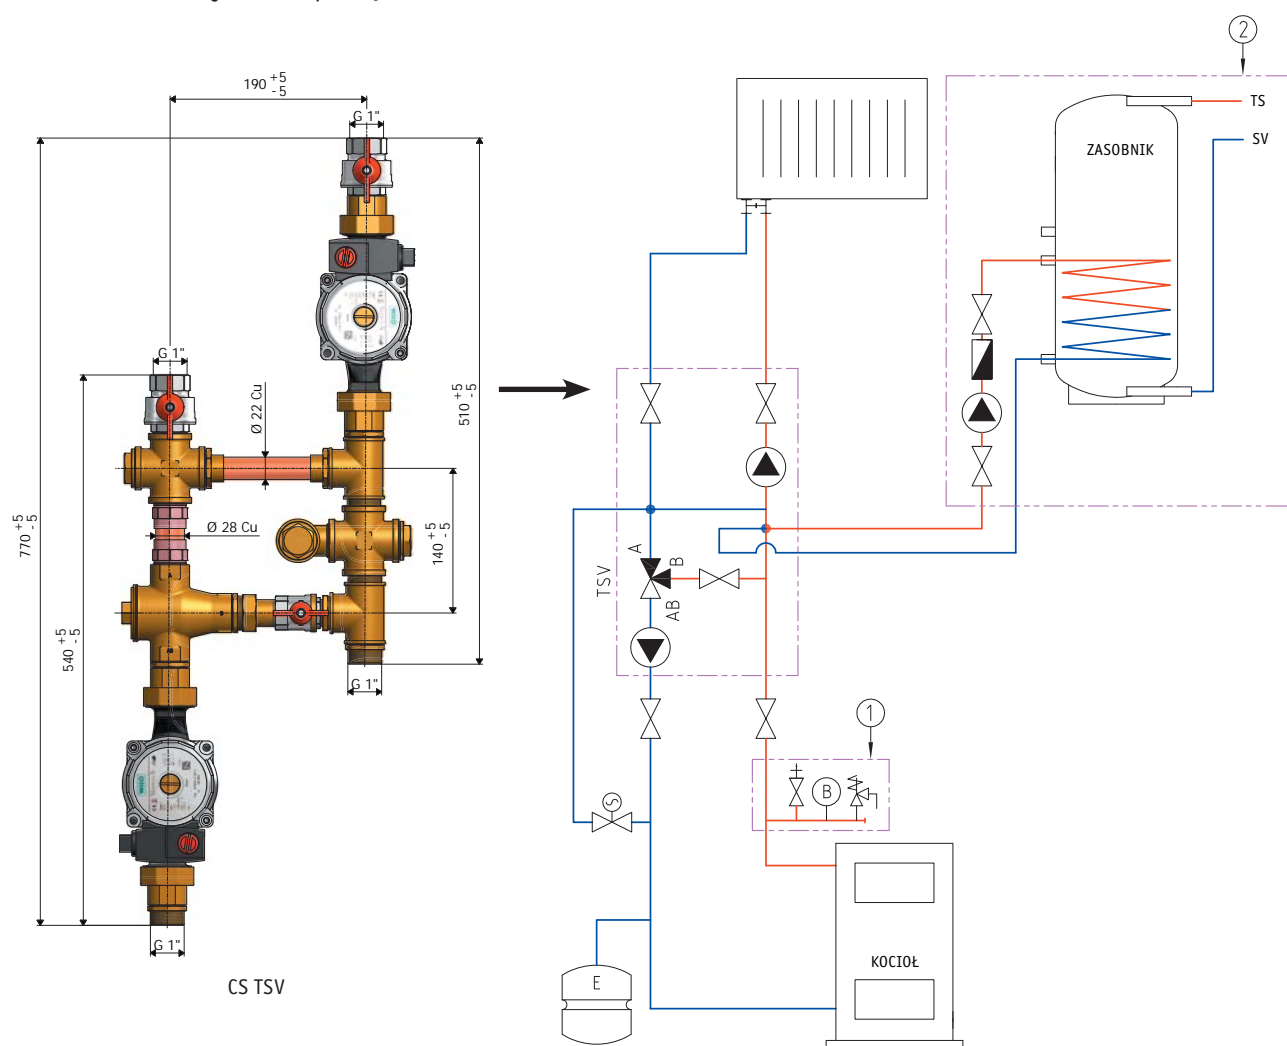 190 +5 -5
G 1"
770 +5 -5
540 +5 -5
510 +5 -5
140 +5 -5
G 1"
Ø 22 Cu
Ø 28 Cu
G 1"
G 1"
CS TSV
2
TS
SV
ZASOBNIK
TSV
A
B
AB
1
S
B
E
KOCIOŁ